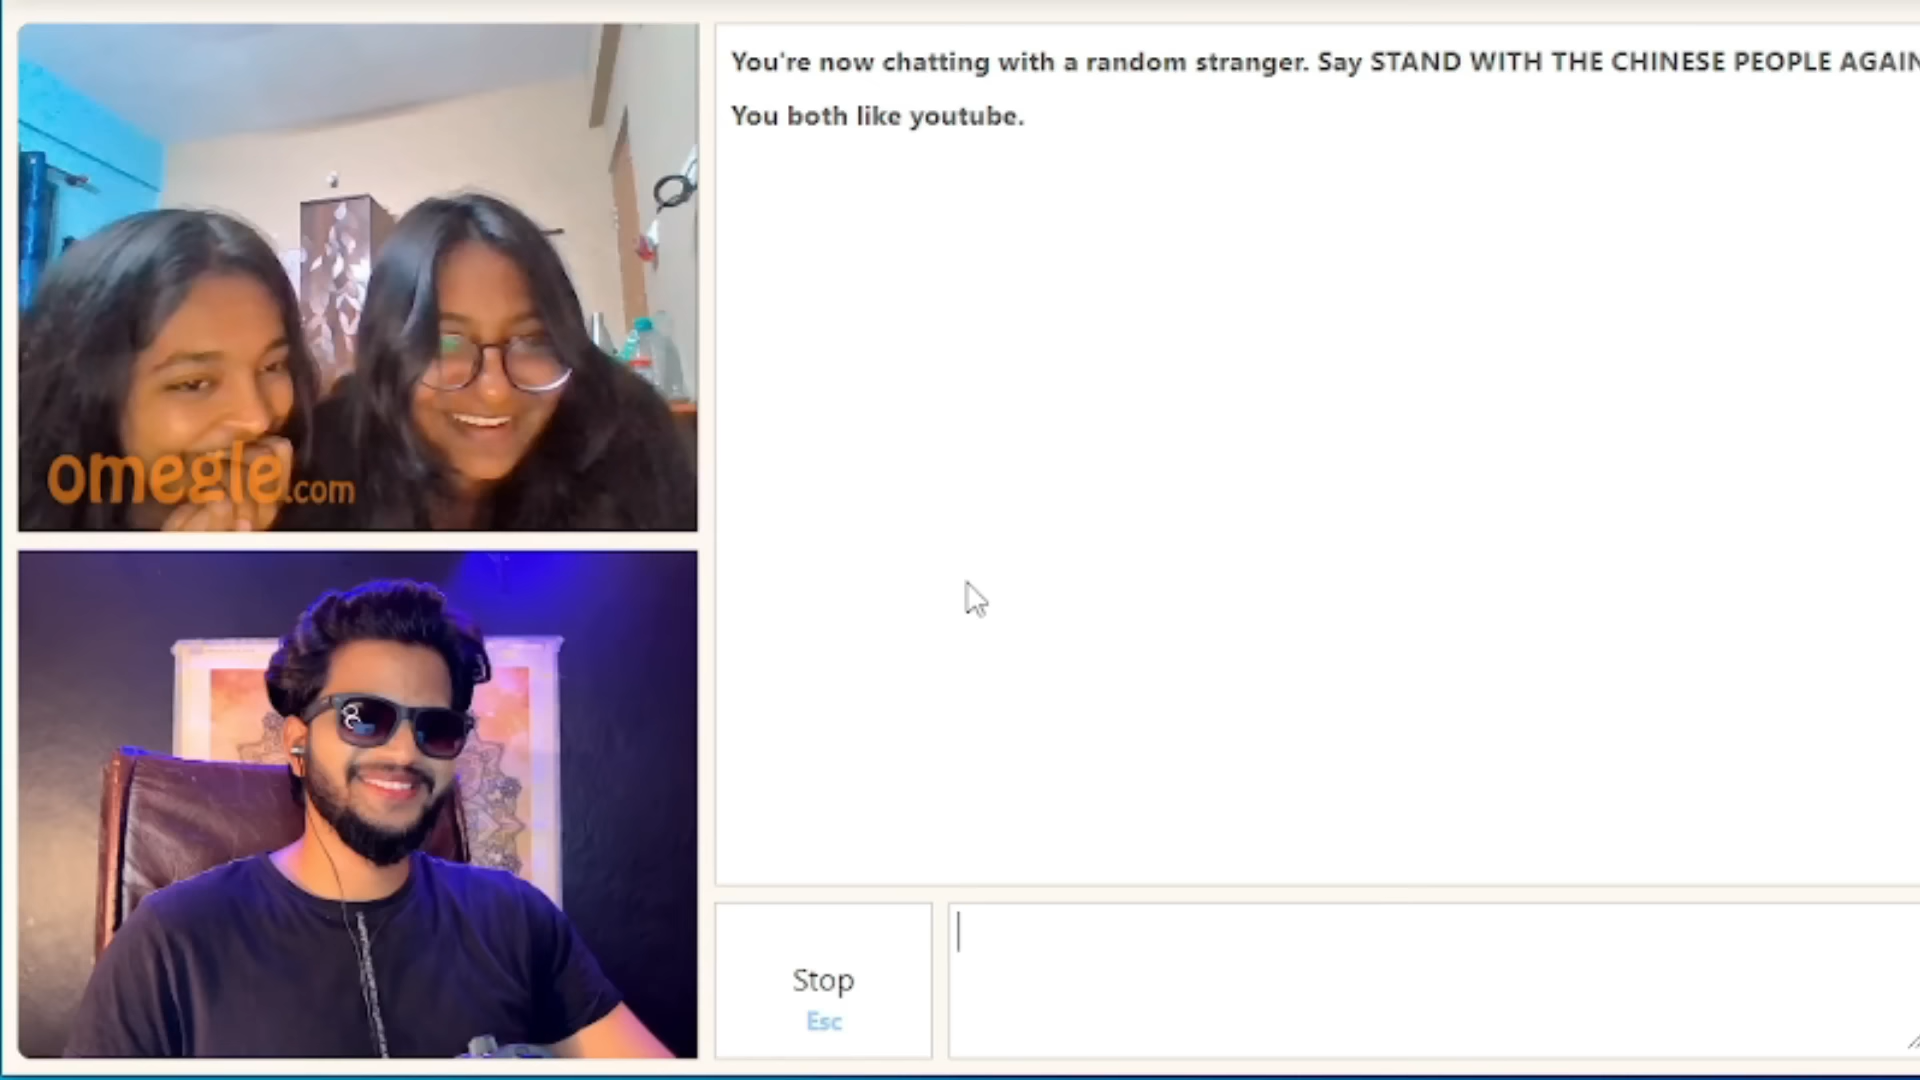 You're now chatting with a random stranger. Say STAND WITH THE CHINESE PEOPLE
You both like youtube.
omegle.com
Stop
Esc